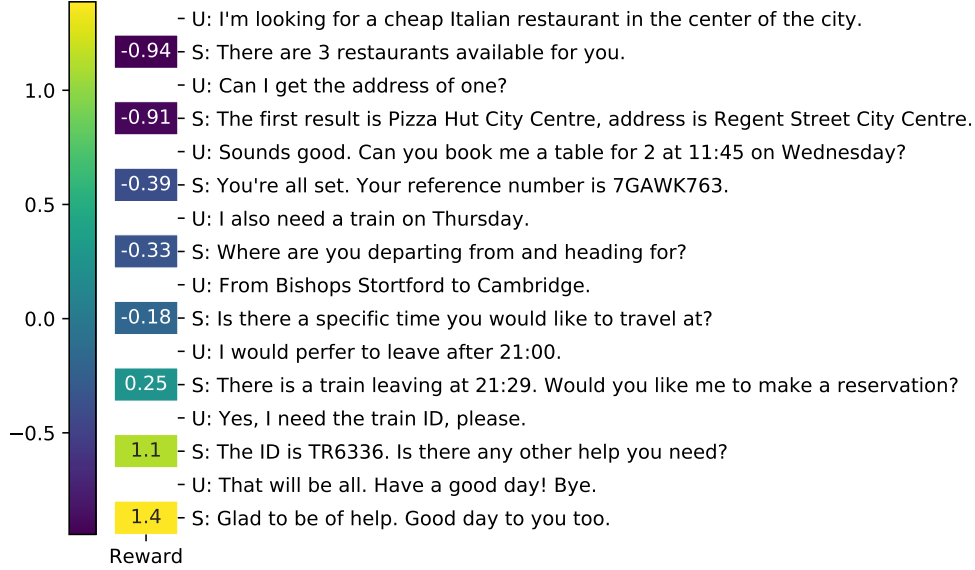 U: I'm looking for a cheap Italian restaurant in the center of the city.
-0.94 S: There are 3 restaurants available for you.
U: Can I get the address of one?
1.0
-0.91 S: The first result is Pizza Hut City Centre, address is Regent Street City Centre.
U: Sounds good. Can you book me a table for 2 at 11:45 on Wednesday?
-0.39 S: You're all set. Your reference number is 7GAWK763.
0.5
U: I also need a train on Thursday.
-0.33 S: Where are you departing from and heading for?
U: From Bishops Stortford to Cambridge.
0.0
-0.18 S: Is there a specific time you would like to travel at?
U: I would perfer to leave after 21:00.
0.25 S: There is a train leaving at 21:29. Would you like me to make a reservation?
U: Yes, I need the train ID, please.
−0.5
1.1 S: The ID is TR6336. Is there any other help you need?
U: That will be all. Have a good day! Bye.
1.4 S: Glad to be of help. Good day to you too.
Reward